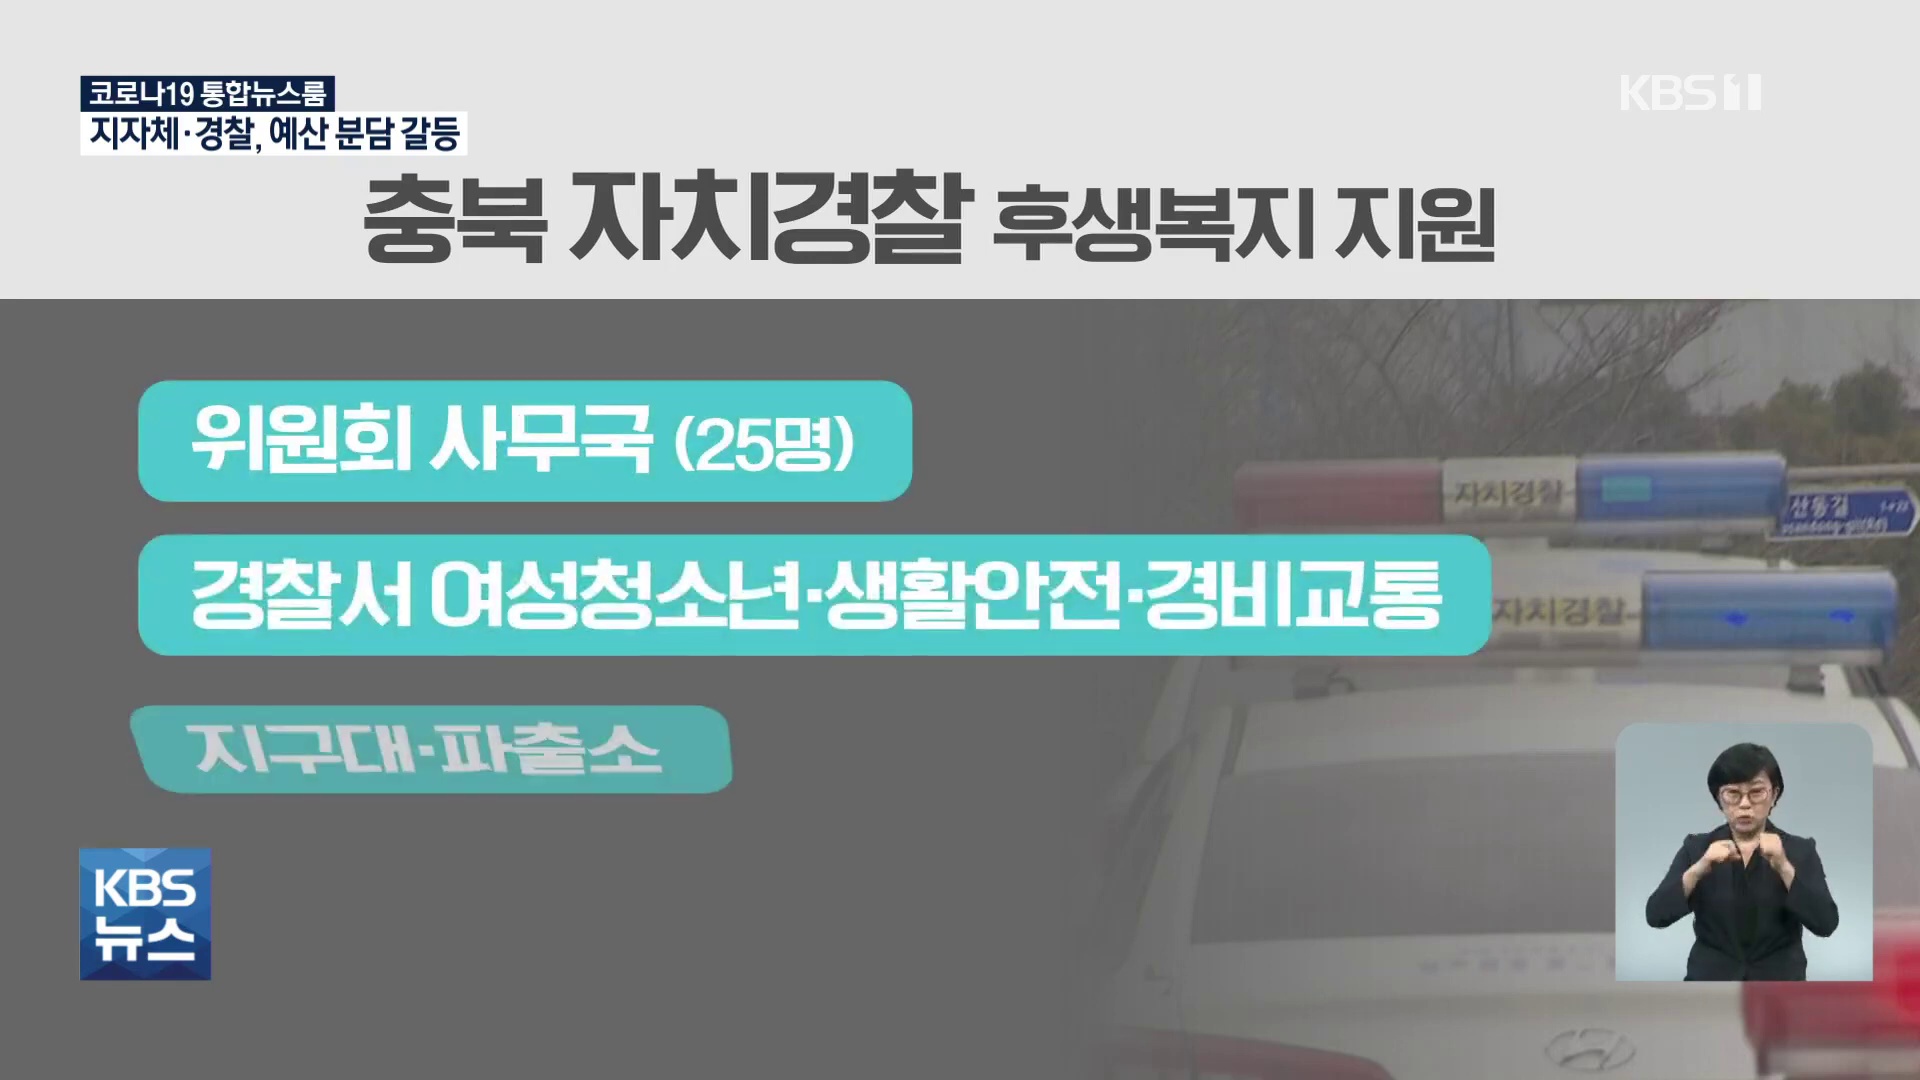 코로나19 통합뉴스룸
KBS 1
지자체·경찰, 예산 분담 갈등
충북 자치경찰 후생복지 지원
위원회 사무국 (25명)
자치경찰
산동길
경찰서 여성청소년·생활안전·경비교통
자치경찰
지구대·파출소
KBS
뉴스